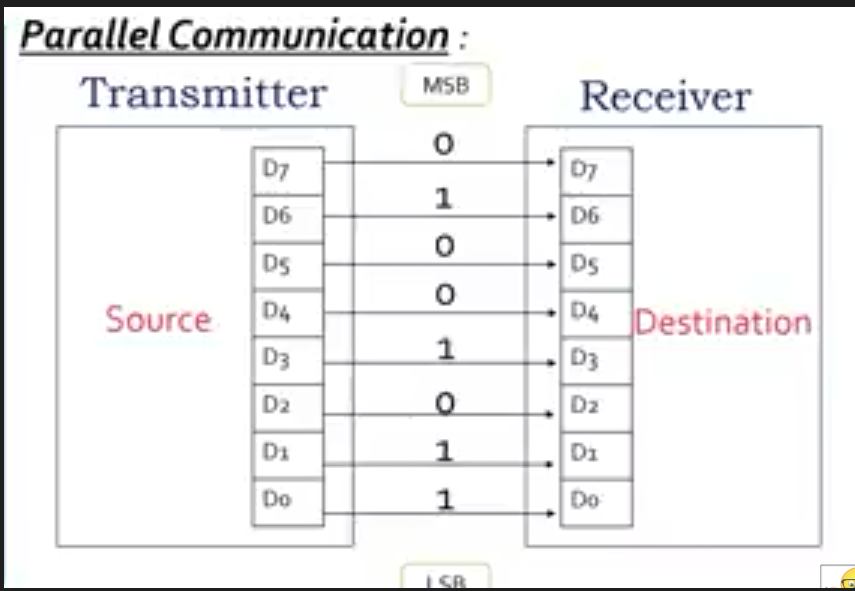 Parallel Communication :
Transmitter
MSB
Receiver
0
D7
D7
1
D6
D6
0
D5
D5
0
Source
D4
D4
Destination
1
D3
D3
0
D2
D2
1
D1
D1
1
D0
D0
LSB